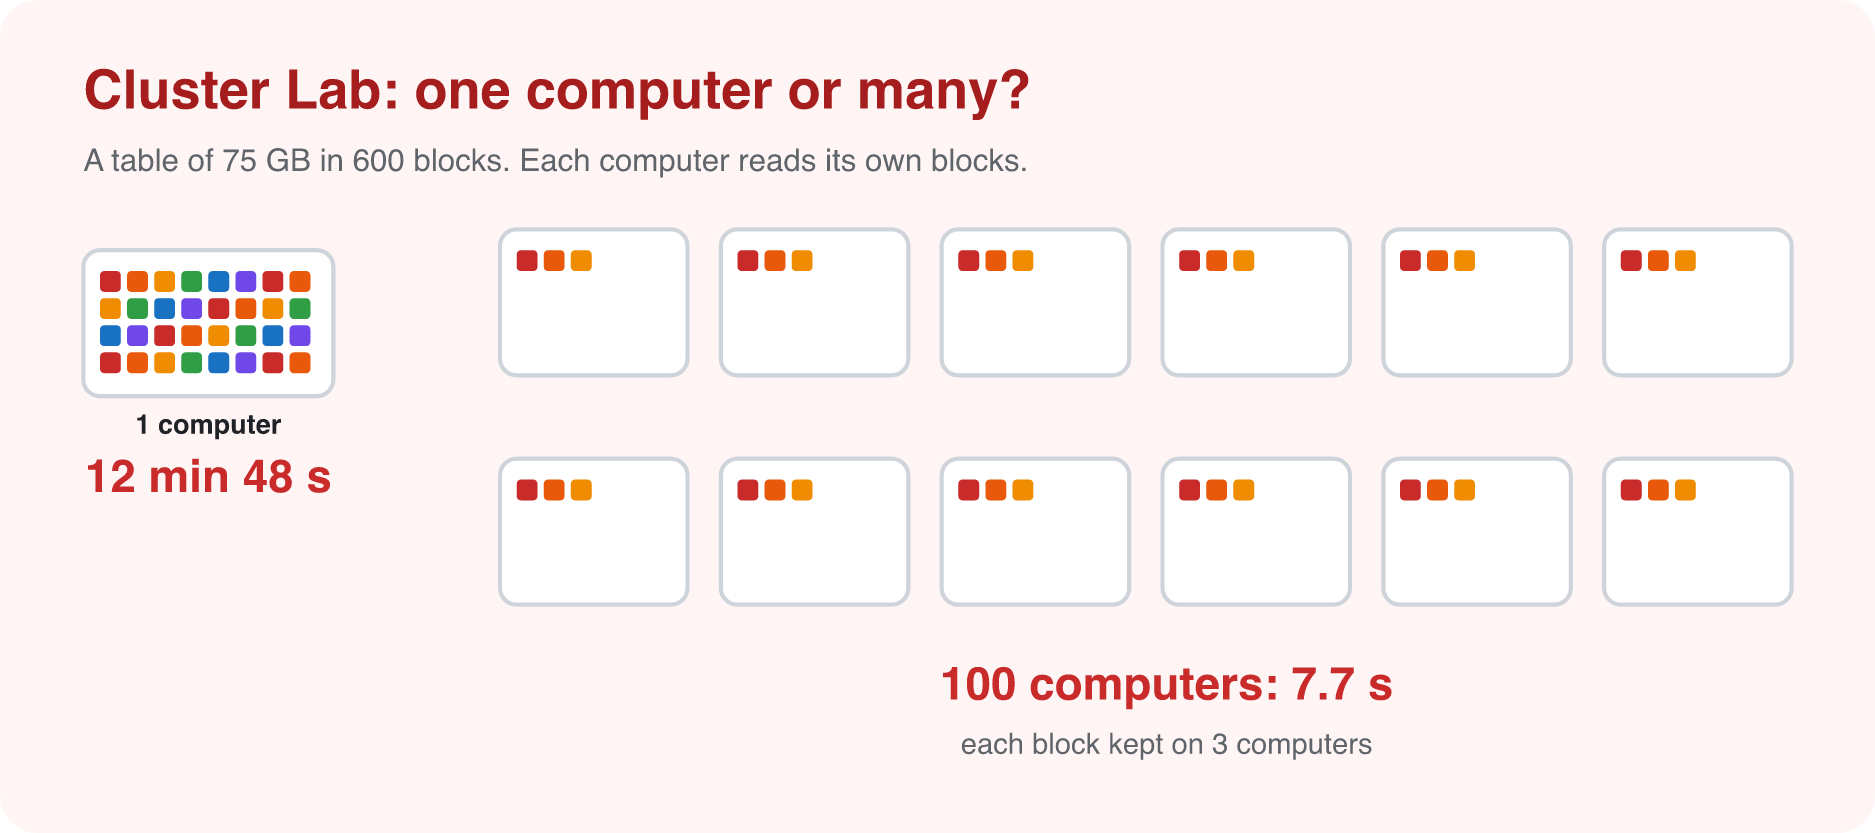 Cluster Lab: one computer or many?
A table of 75 GB in 600 blocks. Each computer reads its own blocks.
1 computer
12 min 48 s
100 computers: 7.7 s
each block kept on 3 computers